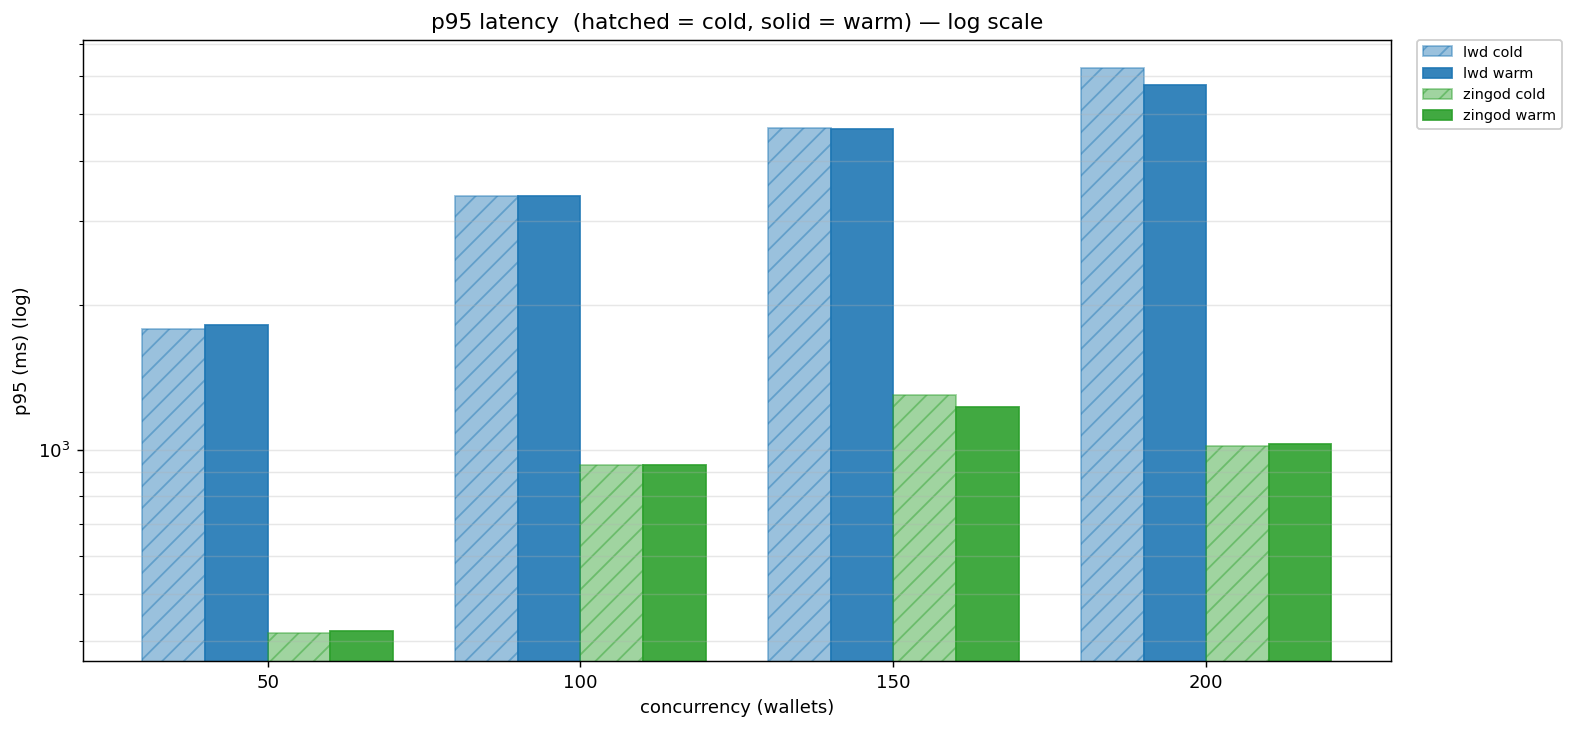 p95 latency  (hatched = cold, solid = warm) — log scale
lwd cold
lwd warm
zingod cold
zingod warm
p95 (ms) (log)
10³
50
100
150
200
concurrency (wallets)